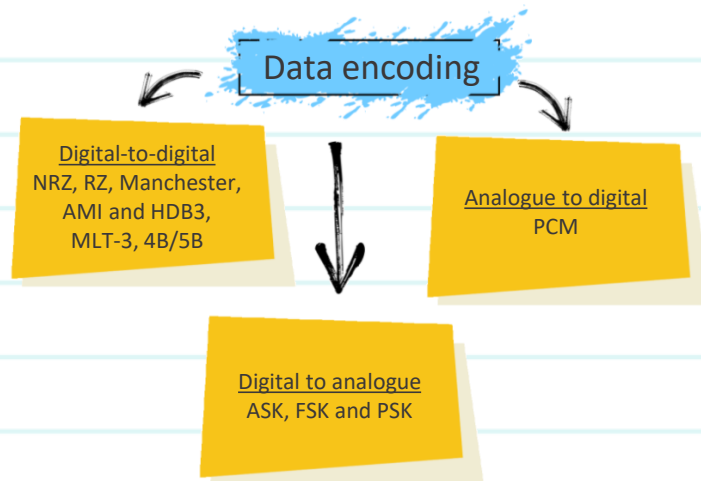 Data encoding
Digital-to-digital
NRZ, RZ, Manchester,
AMI and HDB3,
MLT-3, 4B/5B
Analogue to digital
PCM
Digital to analogue
ASK, FSK and PSK